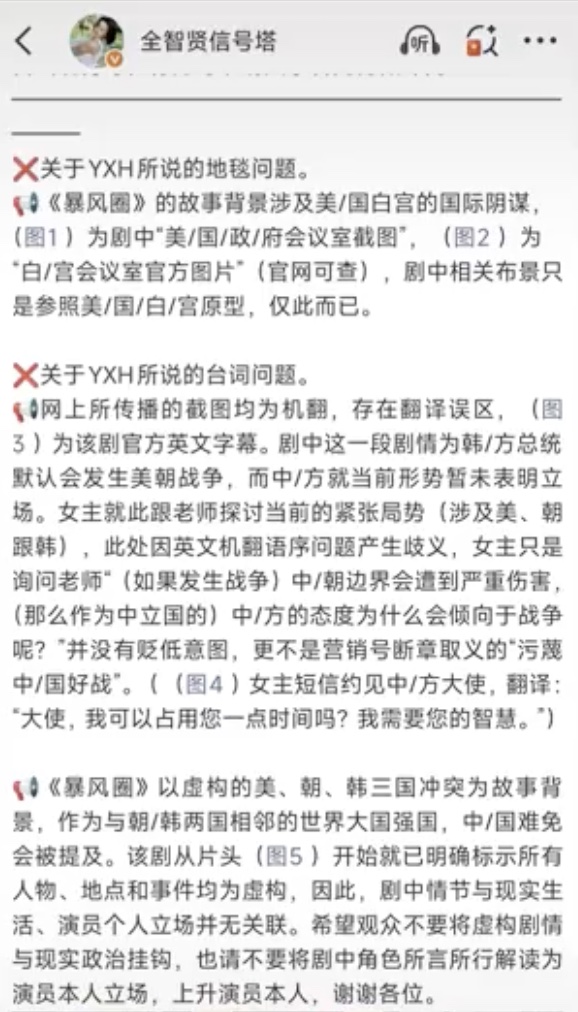 全智贤信号塔
听
❌关于YXH所说的地毯问题。
📢《暴风圈》的故事背景涉及美/国白宫的国际阴谋，
（图1）为剧中“美/国/政/府会议室截图”，（图2）为
“白/宫会议室官方图片”（官网可查），剧中相关布景只
是参照美/国/白/宫原型，仅此而已。
❌关于YXH所说的台词问题。
📢网上所传播的截图均为机翻，存在翻译误区，（图
3）为该剧官方英文字幕。剧中这一段剧情为韩/方总统
默认会发生美朝战争，而中/方就当前形势暂未表明立
场。女主就此跟老师探讨当前的紧张局势（涉及美、朝
跟韩），此处因英文机翻语序问题产生歧义，女主只是
询问老师“（如果发生战争）中/朝边界会遭到严重伤害，
（那么作为中立国的）中/方的态度为什么会倾向于战争
呢？”并没有贬低意图，更不是营销号断章取义的“污蔑
中/国好战”。（（图4）女主短信约见中/方大使，翻译：
“大使，我可以占用您一点时间吗？我需要您的智慧。”）
📢《暴风圈》以虚构的美、朝、韩三国冲突为故事背
景，作为与朝/韩两国相邻的世界大国强国，中/国难免
会被提及。该剧从片头（图5）开始就已明确标示所有
人物、地点和事件均为虚构，因此，剧中情节与现实生
活、演员个人立场并无关联。希望观众不要将虚构剧情
与现实政治挂钩，也请不要将剧中角色所言所行解读为
演员本人立场，上升演员本人，谢谢各位。